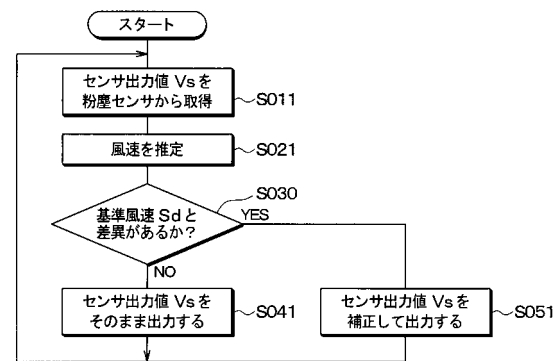 スタート
センサ出力値 Vsを
粉塵センサから取得
S011
風速を推定
S021
S030
基準風速 Sdと
差異があるか?
YES
NO
センサ出力値 Vsを
そのまま出力する
S041
センサ出力値 Vsを
補正して出力する
S051